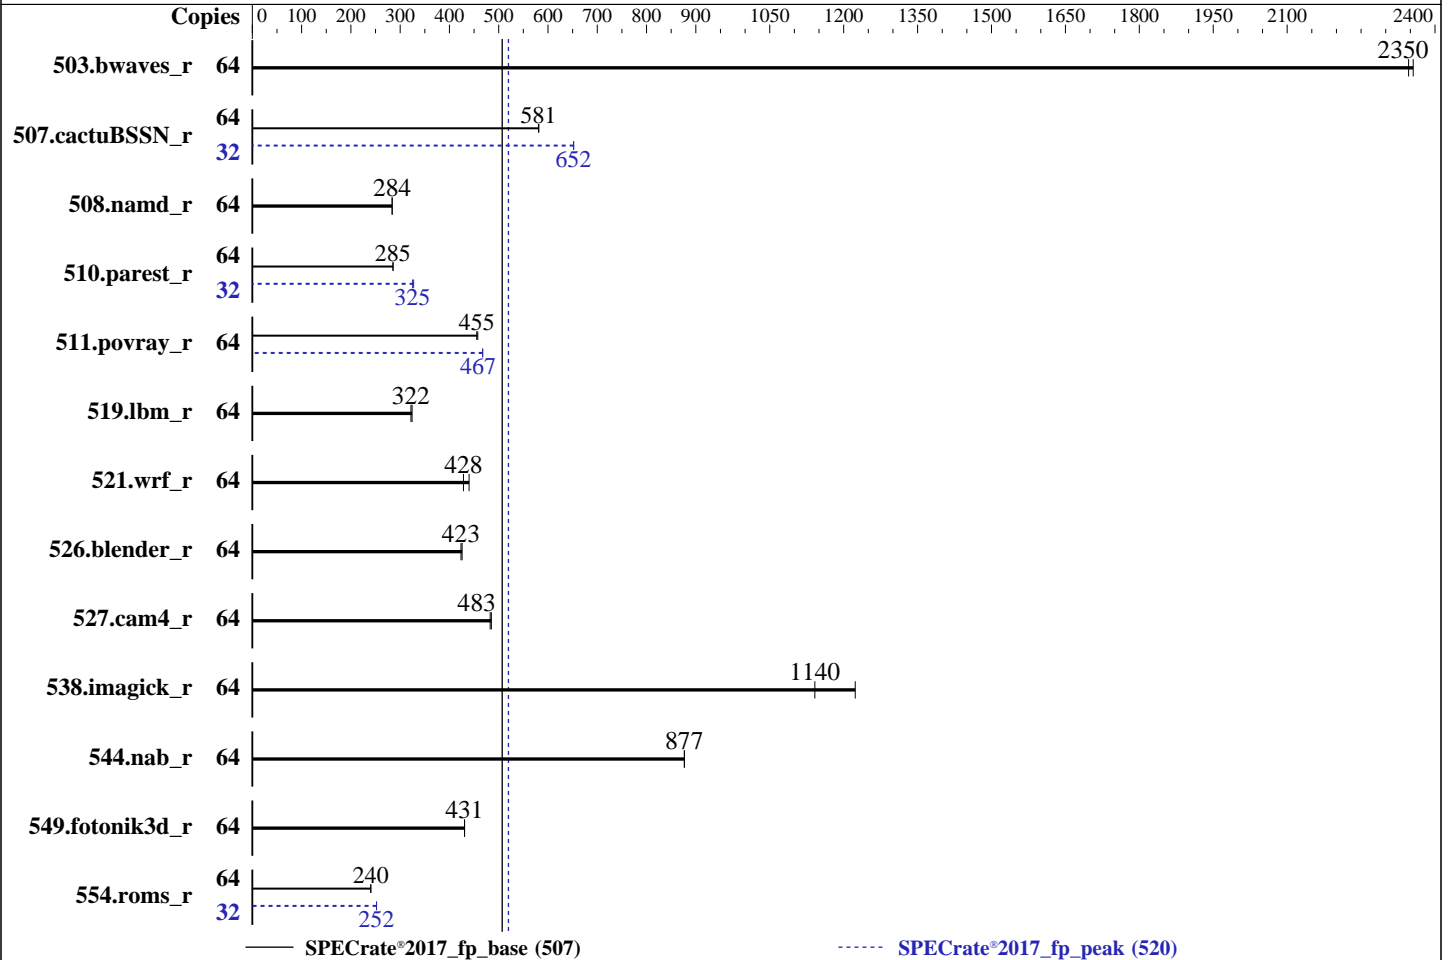 Copies 0 100 200 300 400 500 600 700 800 900 1050 1200 1350 1500 1650 1800 1950 2100 2400
503.bwaves_r 64 2350
507.cactuBSSN_r 64 581
32 652
508.namd_r 64 284
510.parest_r 64 285
32 325
511.povray_r 64 455
467
519.lbm_r 64 322
521.wrf_r 64 428
526.blender_r 64 423
527.cam4_r 64 483
538.imagick_r 64 1140
544.nab_r 64 877
549.fotonik3d_r 64 431
554.roms_r 64 240
32 252
SPECrate®2017_fp_base (507) SPECrate®2017_fp_peak (520)